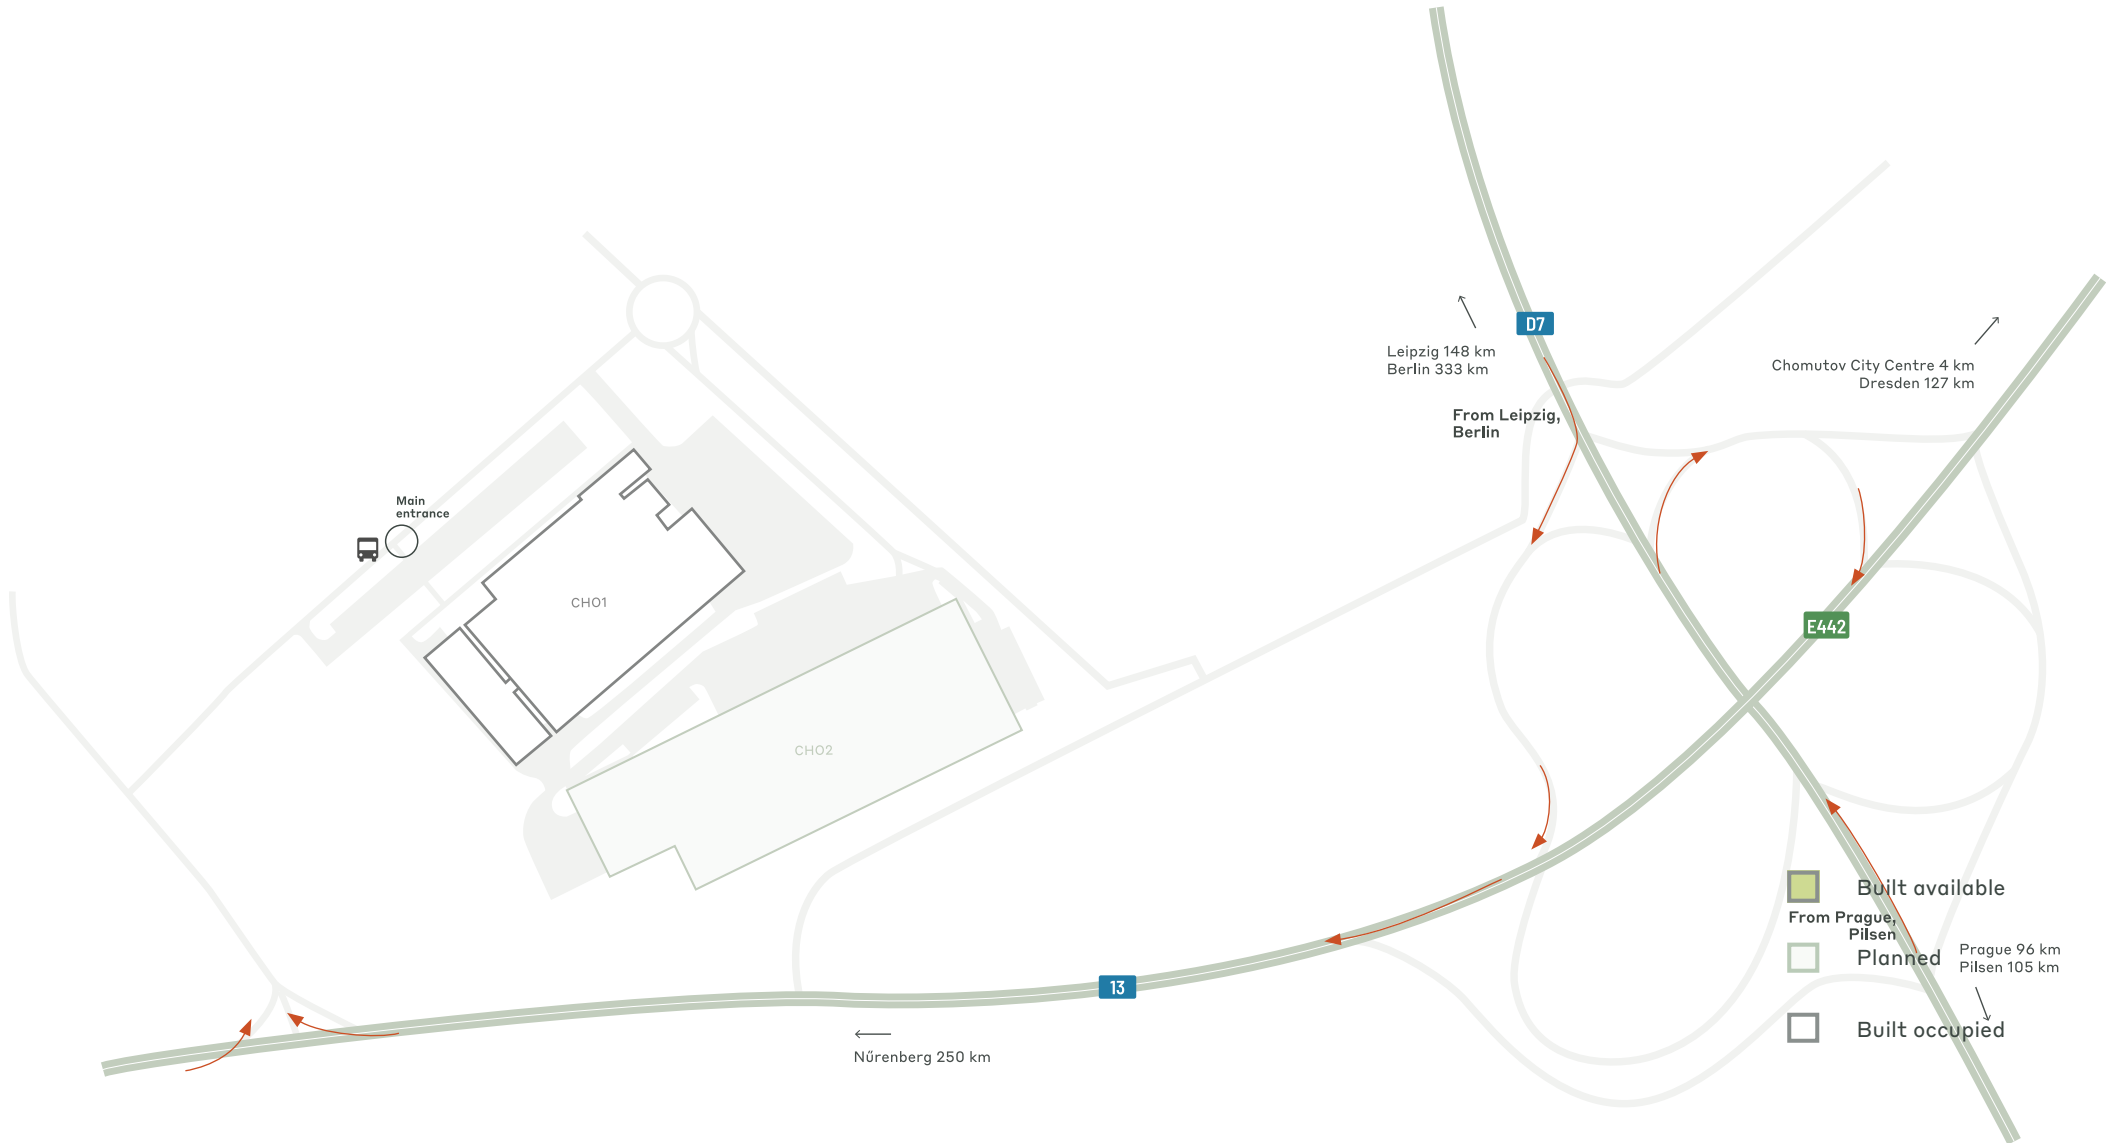 D7
Leipzig 148 km
Berlin 333 km
Chomutov City Centre 4 km
Dresden 127 km
From Leipzig,
Berlin
Main
entrance
CHO1
E442
CHO2
Built available
From Prague,
Pilsen
Prague 96 km
Planned
Pilsen 105 km
13
Built occupied
Nűrenberg 250 km